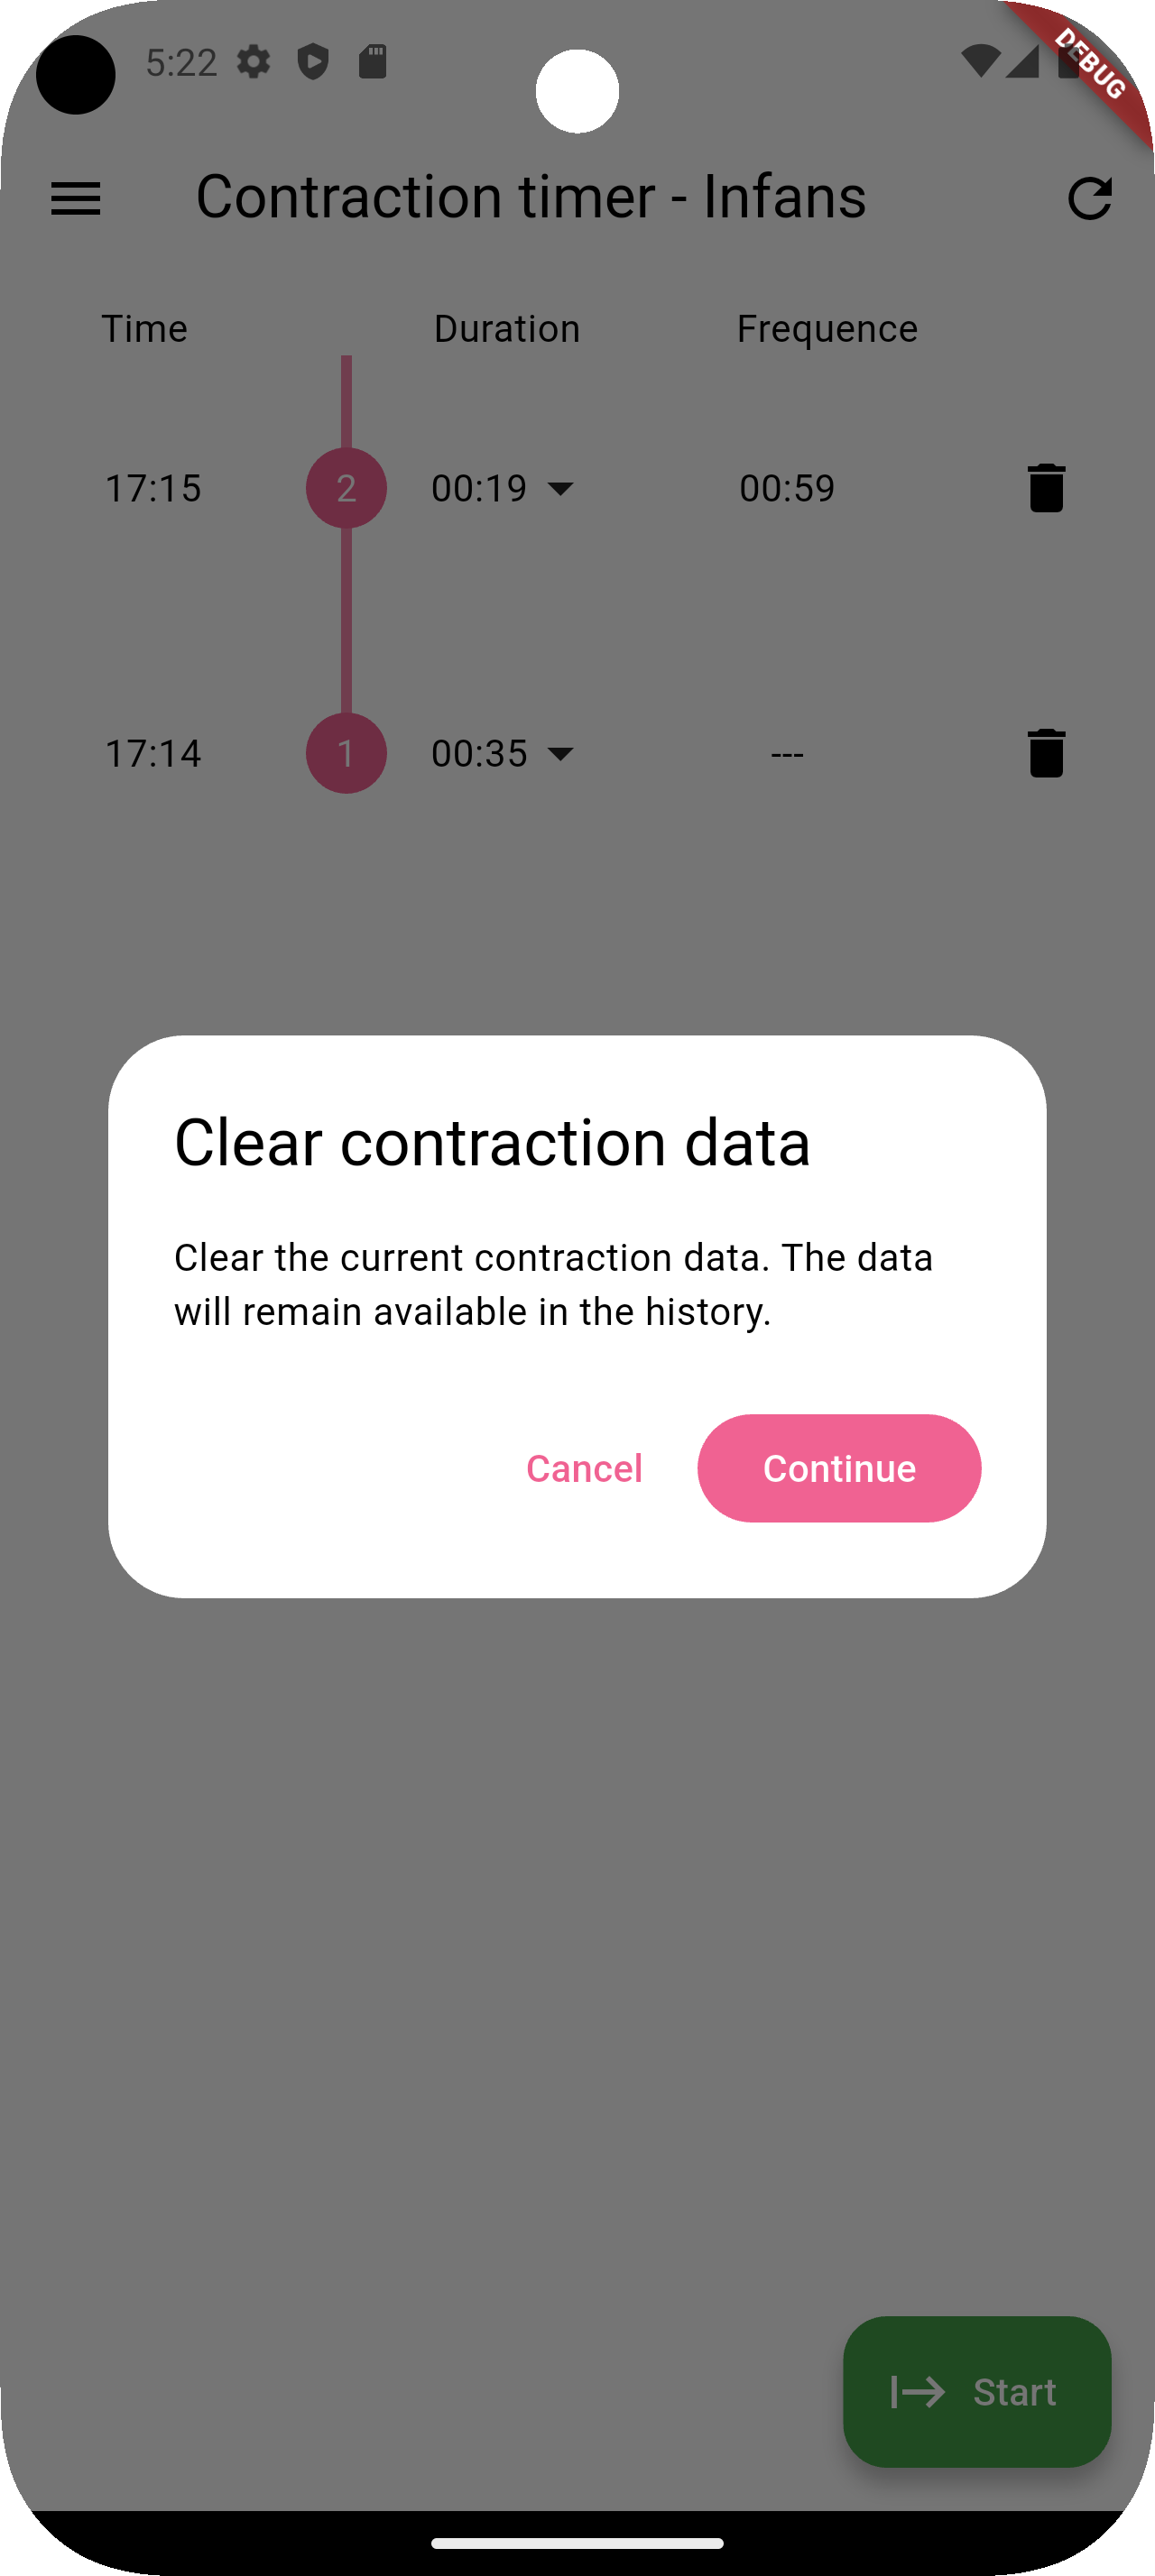 5:22
DEBUG
Contraction timer - Infans
Time Duration Frequence
17:15 2 00:19 00:59
17:14 1 00:35 ---
Clear contraction data
Clear the current contraction data. The data
will remain available in the history.
Cancel Continue
Start